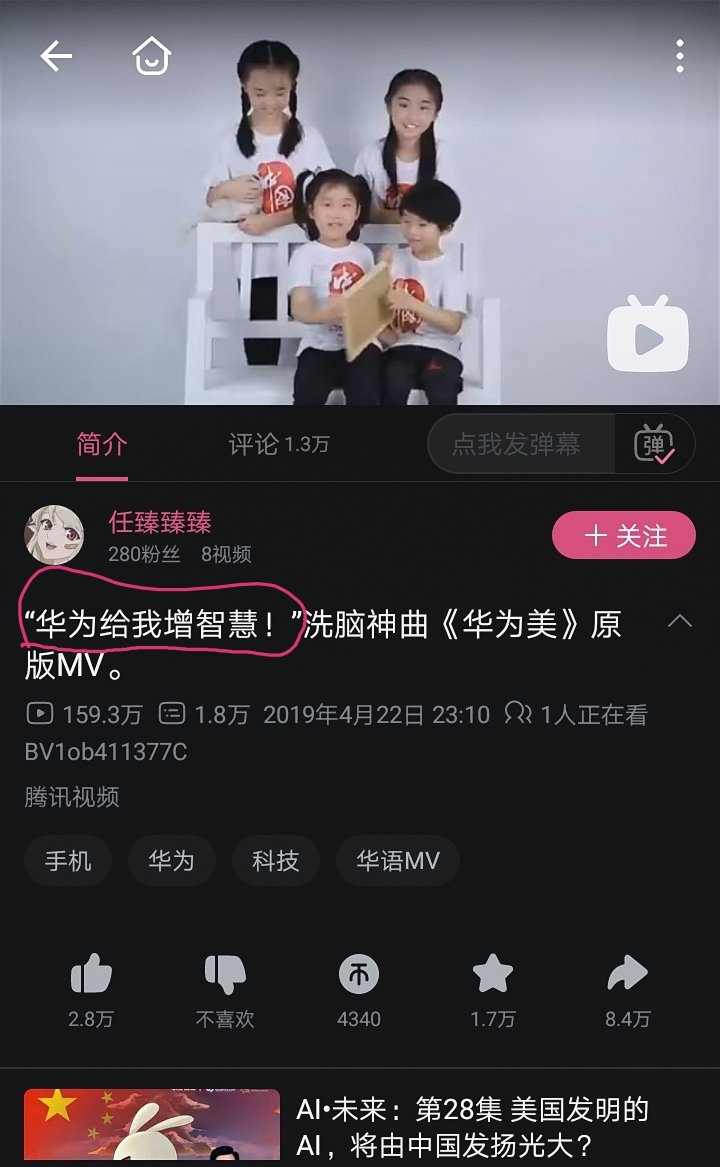 简介
评论 1.3万
点我发弹幕
弹
任臻臻臻
280粉丝 8视频
＋ 关注
“华为给我增智慧！”洗脑神曲《华为美》原
版MV。
159.3万 1.8万 2019年4月22日 23:10 1人正在看
BV1ob411377C
腾讯视频
手机 华为 科技 华语MV
2.8万 不喜欢 4340 1.7万 8.4万
AI•未来：第28集 美国发明的
AI，将由中国发扬光大？